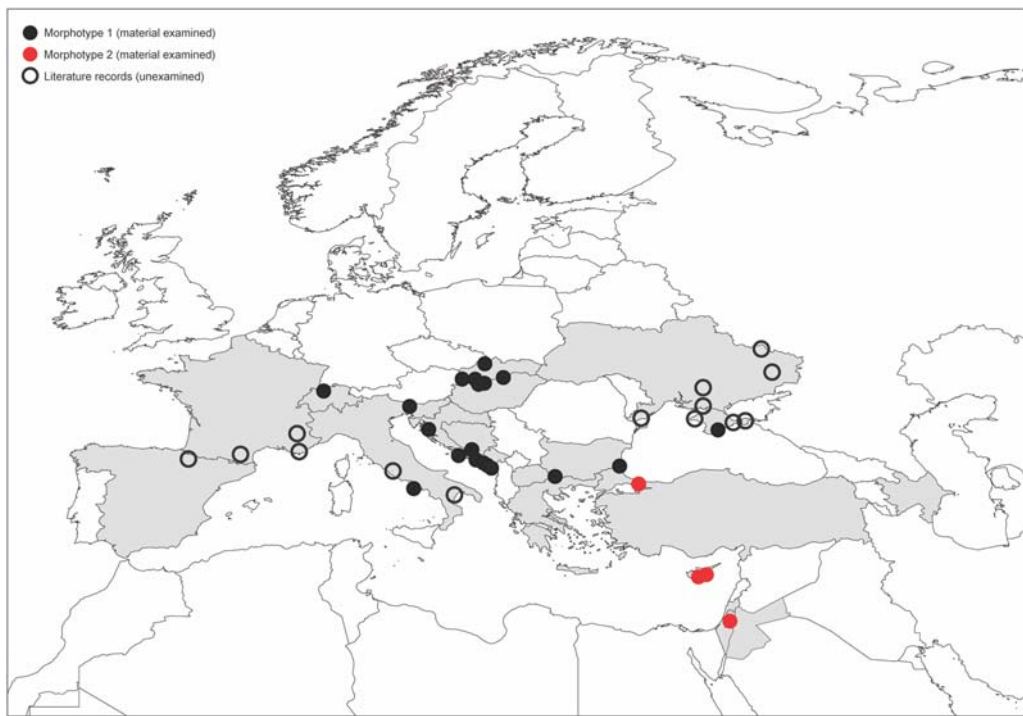 Morphotype 1 (material examined)
Morphotype 2 (material examined)
Literature records (unexamined)